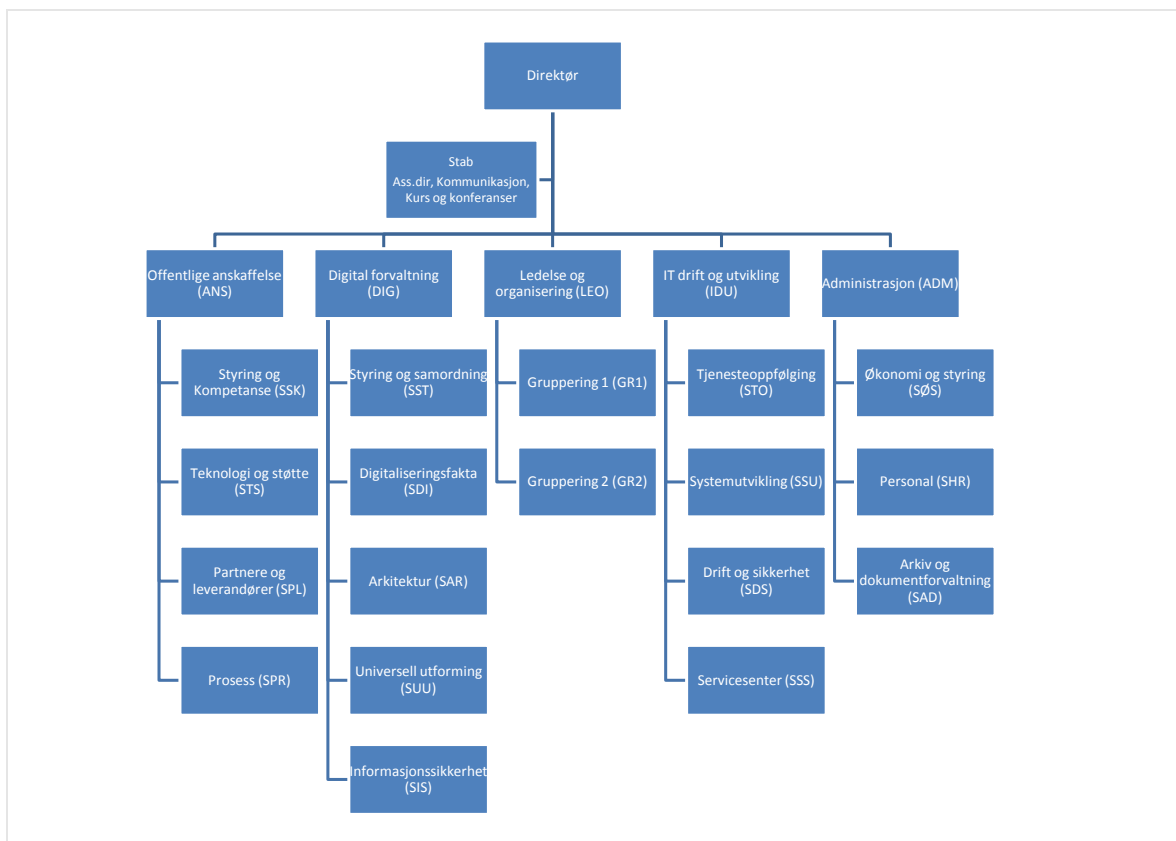 Direktør
Stab
Ass.dir, Kommunikasjon,
Kurs og konferanser
Offentlige anskaffelse
(ANS)
Digital forvaltning
(DIG)
Ledelse og
organisering (LEO)
IT drift og utvikling
(IDU)
Administrasjon (ADM)
Styring og
Kompetanse (SSK)
Styring og samordning
(SST)
Gruppering 1 (GR1)
Tjenesteoppfølging
(STO)
Økonomi og styring
(SØS)
Teknologi og støtte
(STS)
Digitaliseringsfakta
(SDI)
Gruppering 2 (GR2)
Systemutvikling (SSU)
Personal (SHR)
Partnere og
leverandører (SPL)
Arkitektur (SAR)
Drift og sikkerhet
(SDS)
Arkiv og
dokumentforvaltning
(SAD)
Prosess (SPR)
Universell utforming
(SUU)
Servicesenter (SSS)
Informasjonssikkerhet
(SIS)